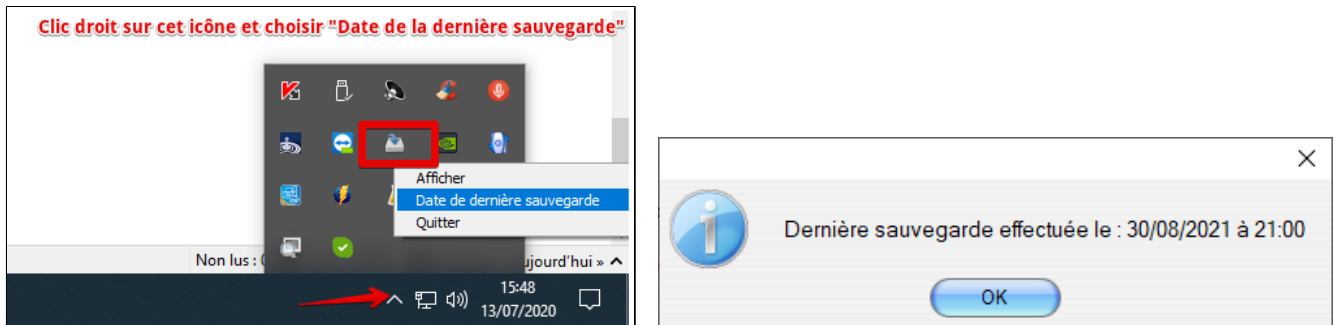 Clic droit sur cet icône et choisir "Date de la dernière sauvegarde"
Afficher
Date de dernière sauvegarde
Quitter
Non lus :
ujourd'hui »
15:48
13/07/2020
Dernière sauvegarde effectuée le : 30/08/2021 à 21:00
OK